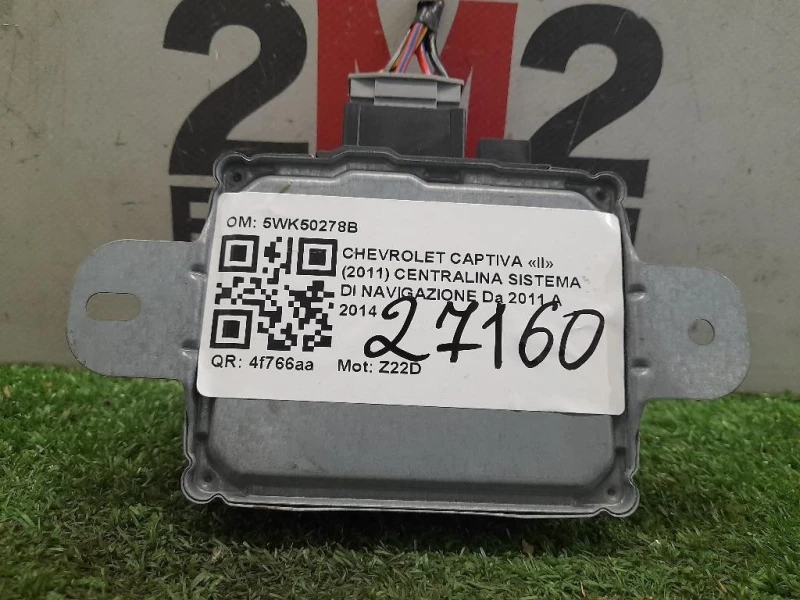 2M2
OM: 5WK50278B
CHEVROLET CAPTIVA «II»
(2011) CENTRALINA SISTEMA
DI NAVIGAZIONE Da 2011 A
2014
27160
QR: 4f766aa Mot: Z22D